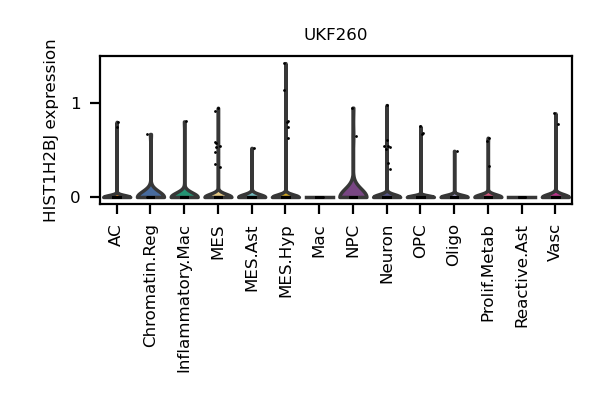 UKF260
HIST1H2BJ expression
1
0
AC
Chromatin.Reg
Inflammatory.Mac
MES
MES.Ast
MES.Hyp
Mac
NPC
Neuron
OPC
Oligo
Prolif.Metab
Reactive.Ast
Vasc